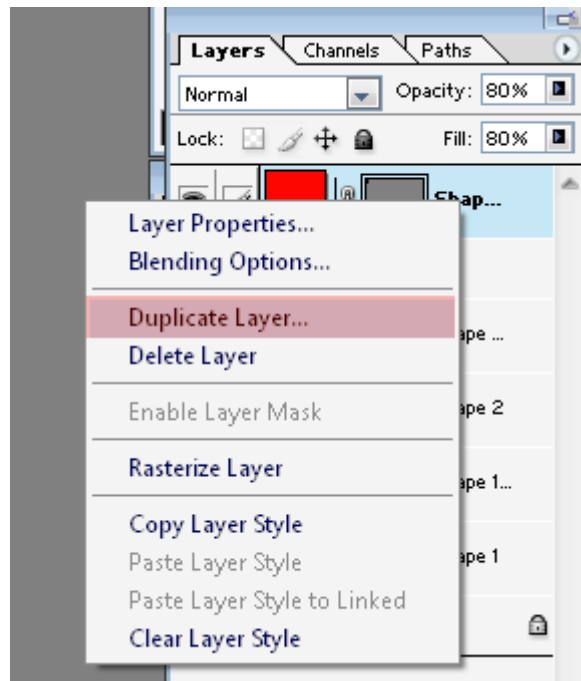 Layers Channels Paths
Normal Opacity: 80%
Lock: Fill: 80%
Shap...
Layer Properties...
Blending Options...
Duplicate Layer...
ape ...
Delete Layer
ape 2
Enable Layer Mask
Rasterize Layer
ape 1...
Copy Layer Style
Paste Layer Style
ape 1
Paste Layer Style to Linked
Clear Layer Style